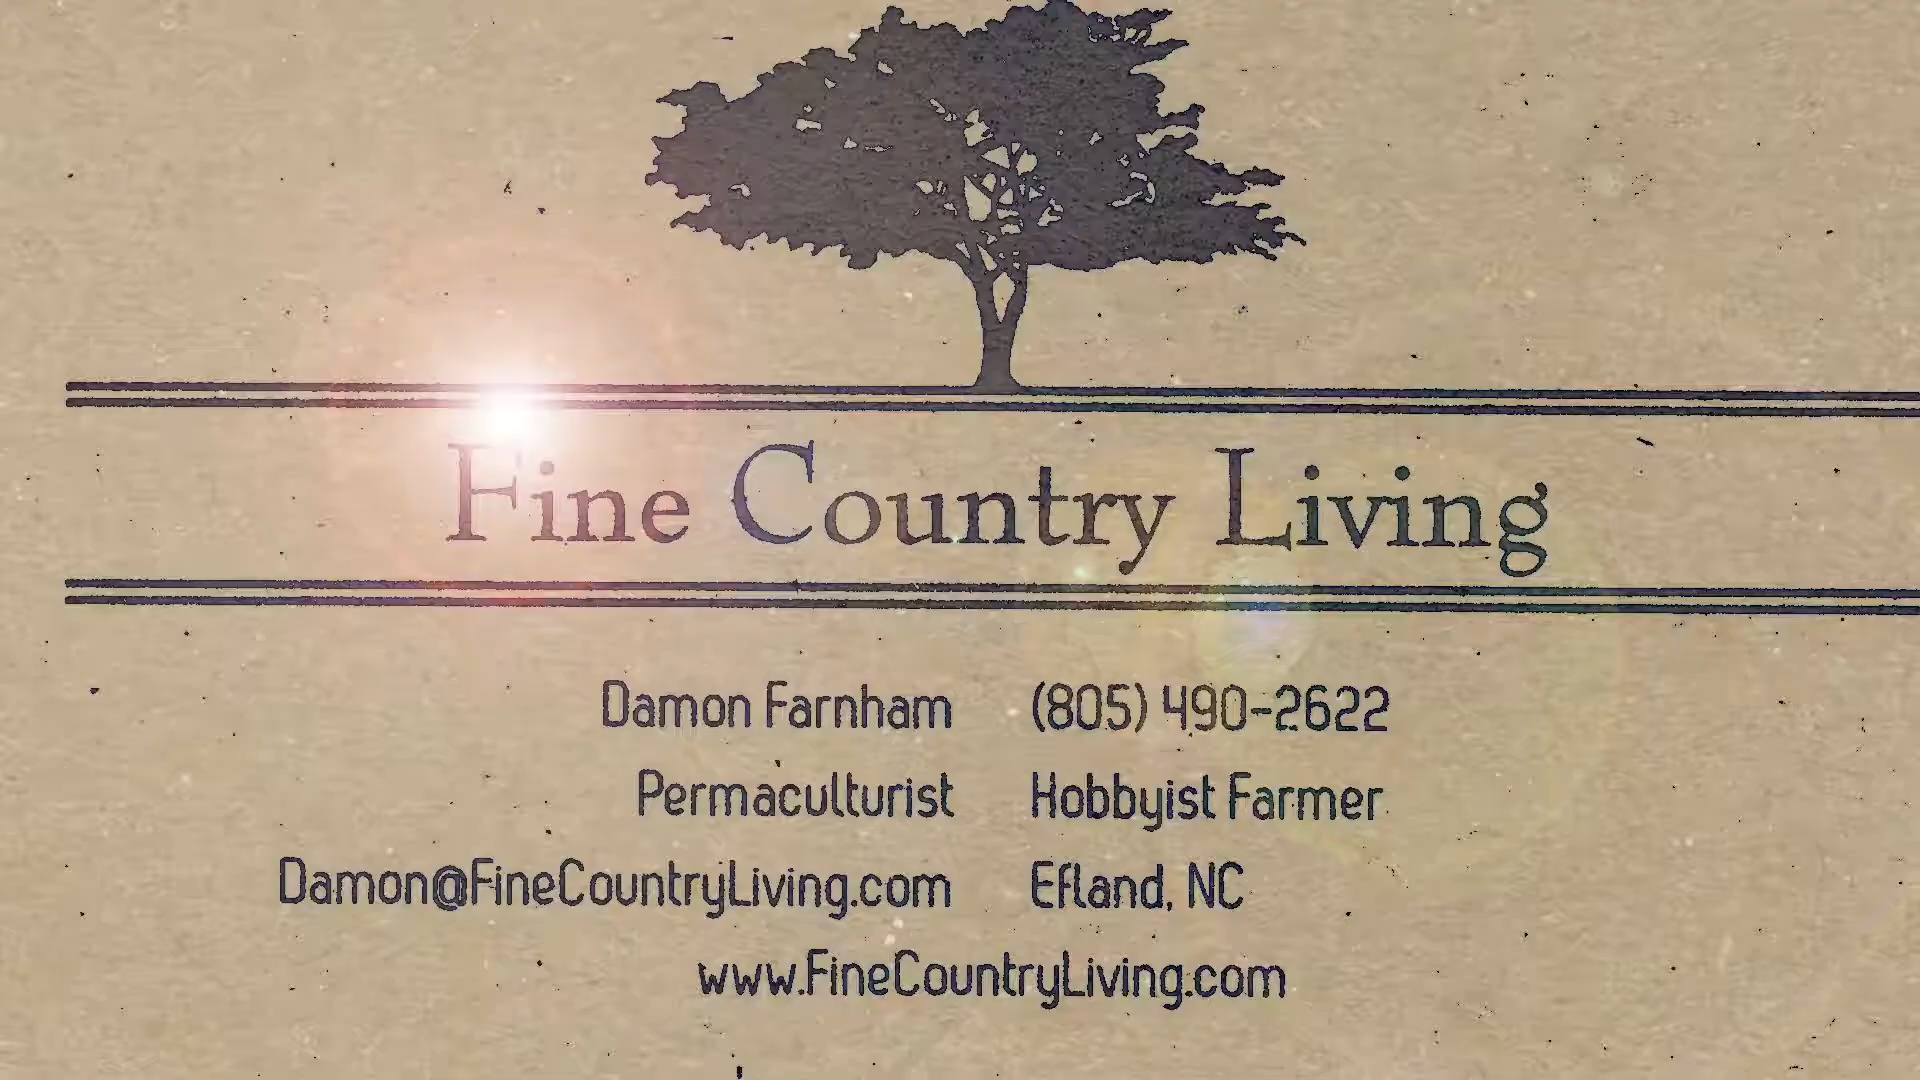 Fine Country Living
Damon Farnham (805) 490-2622
Permaculturist Hobbyist Farmer
Damon@FineCountryLiving.com Efland, NC
www.FineCountryLiving.com